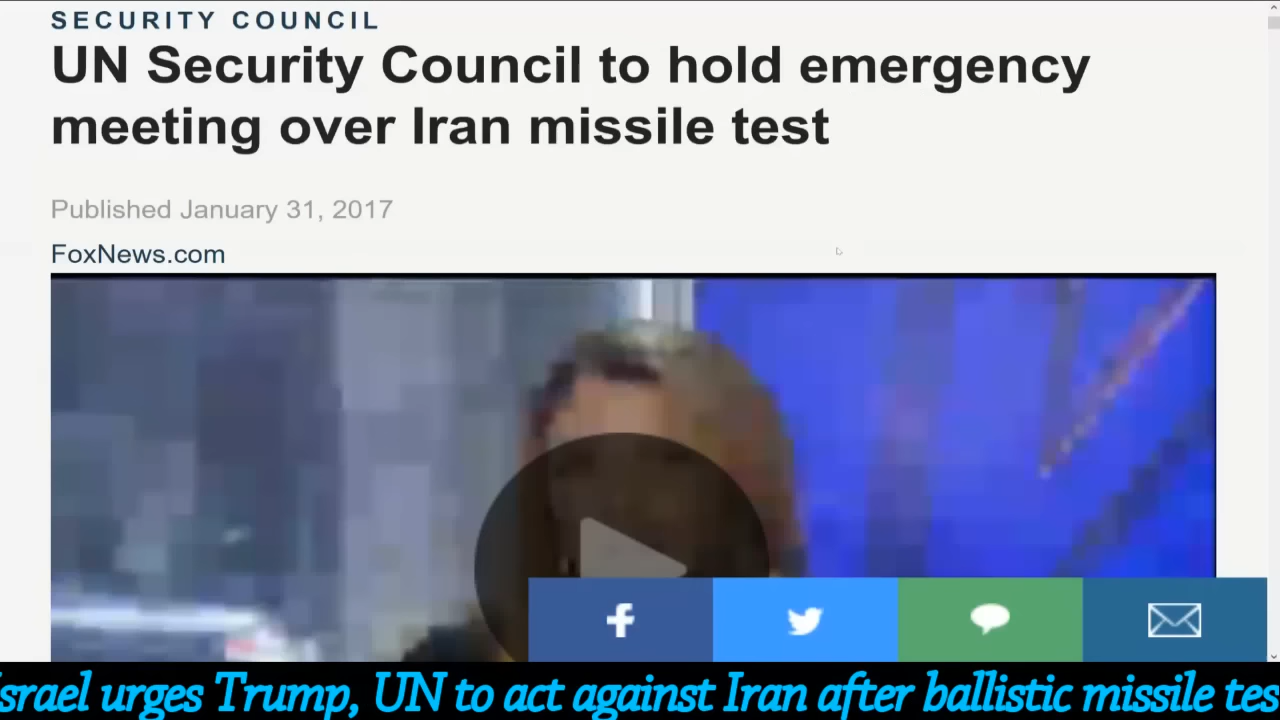 SECURITY COUNCIL
UN Security Council to hold emergency
meeting over Iran missile test
Published January 31, 2017
FoxNews.com
f
srael urges Trump, UN to act against Iran after ballistic missile tes